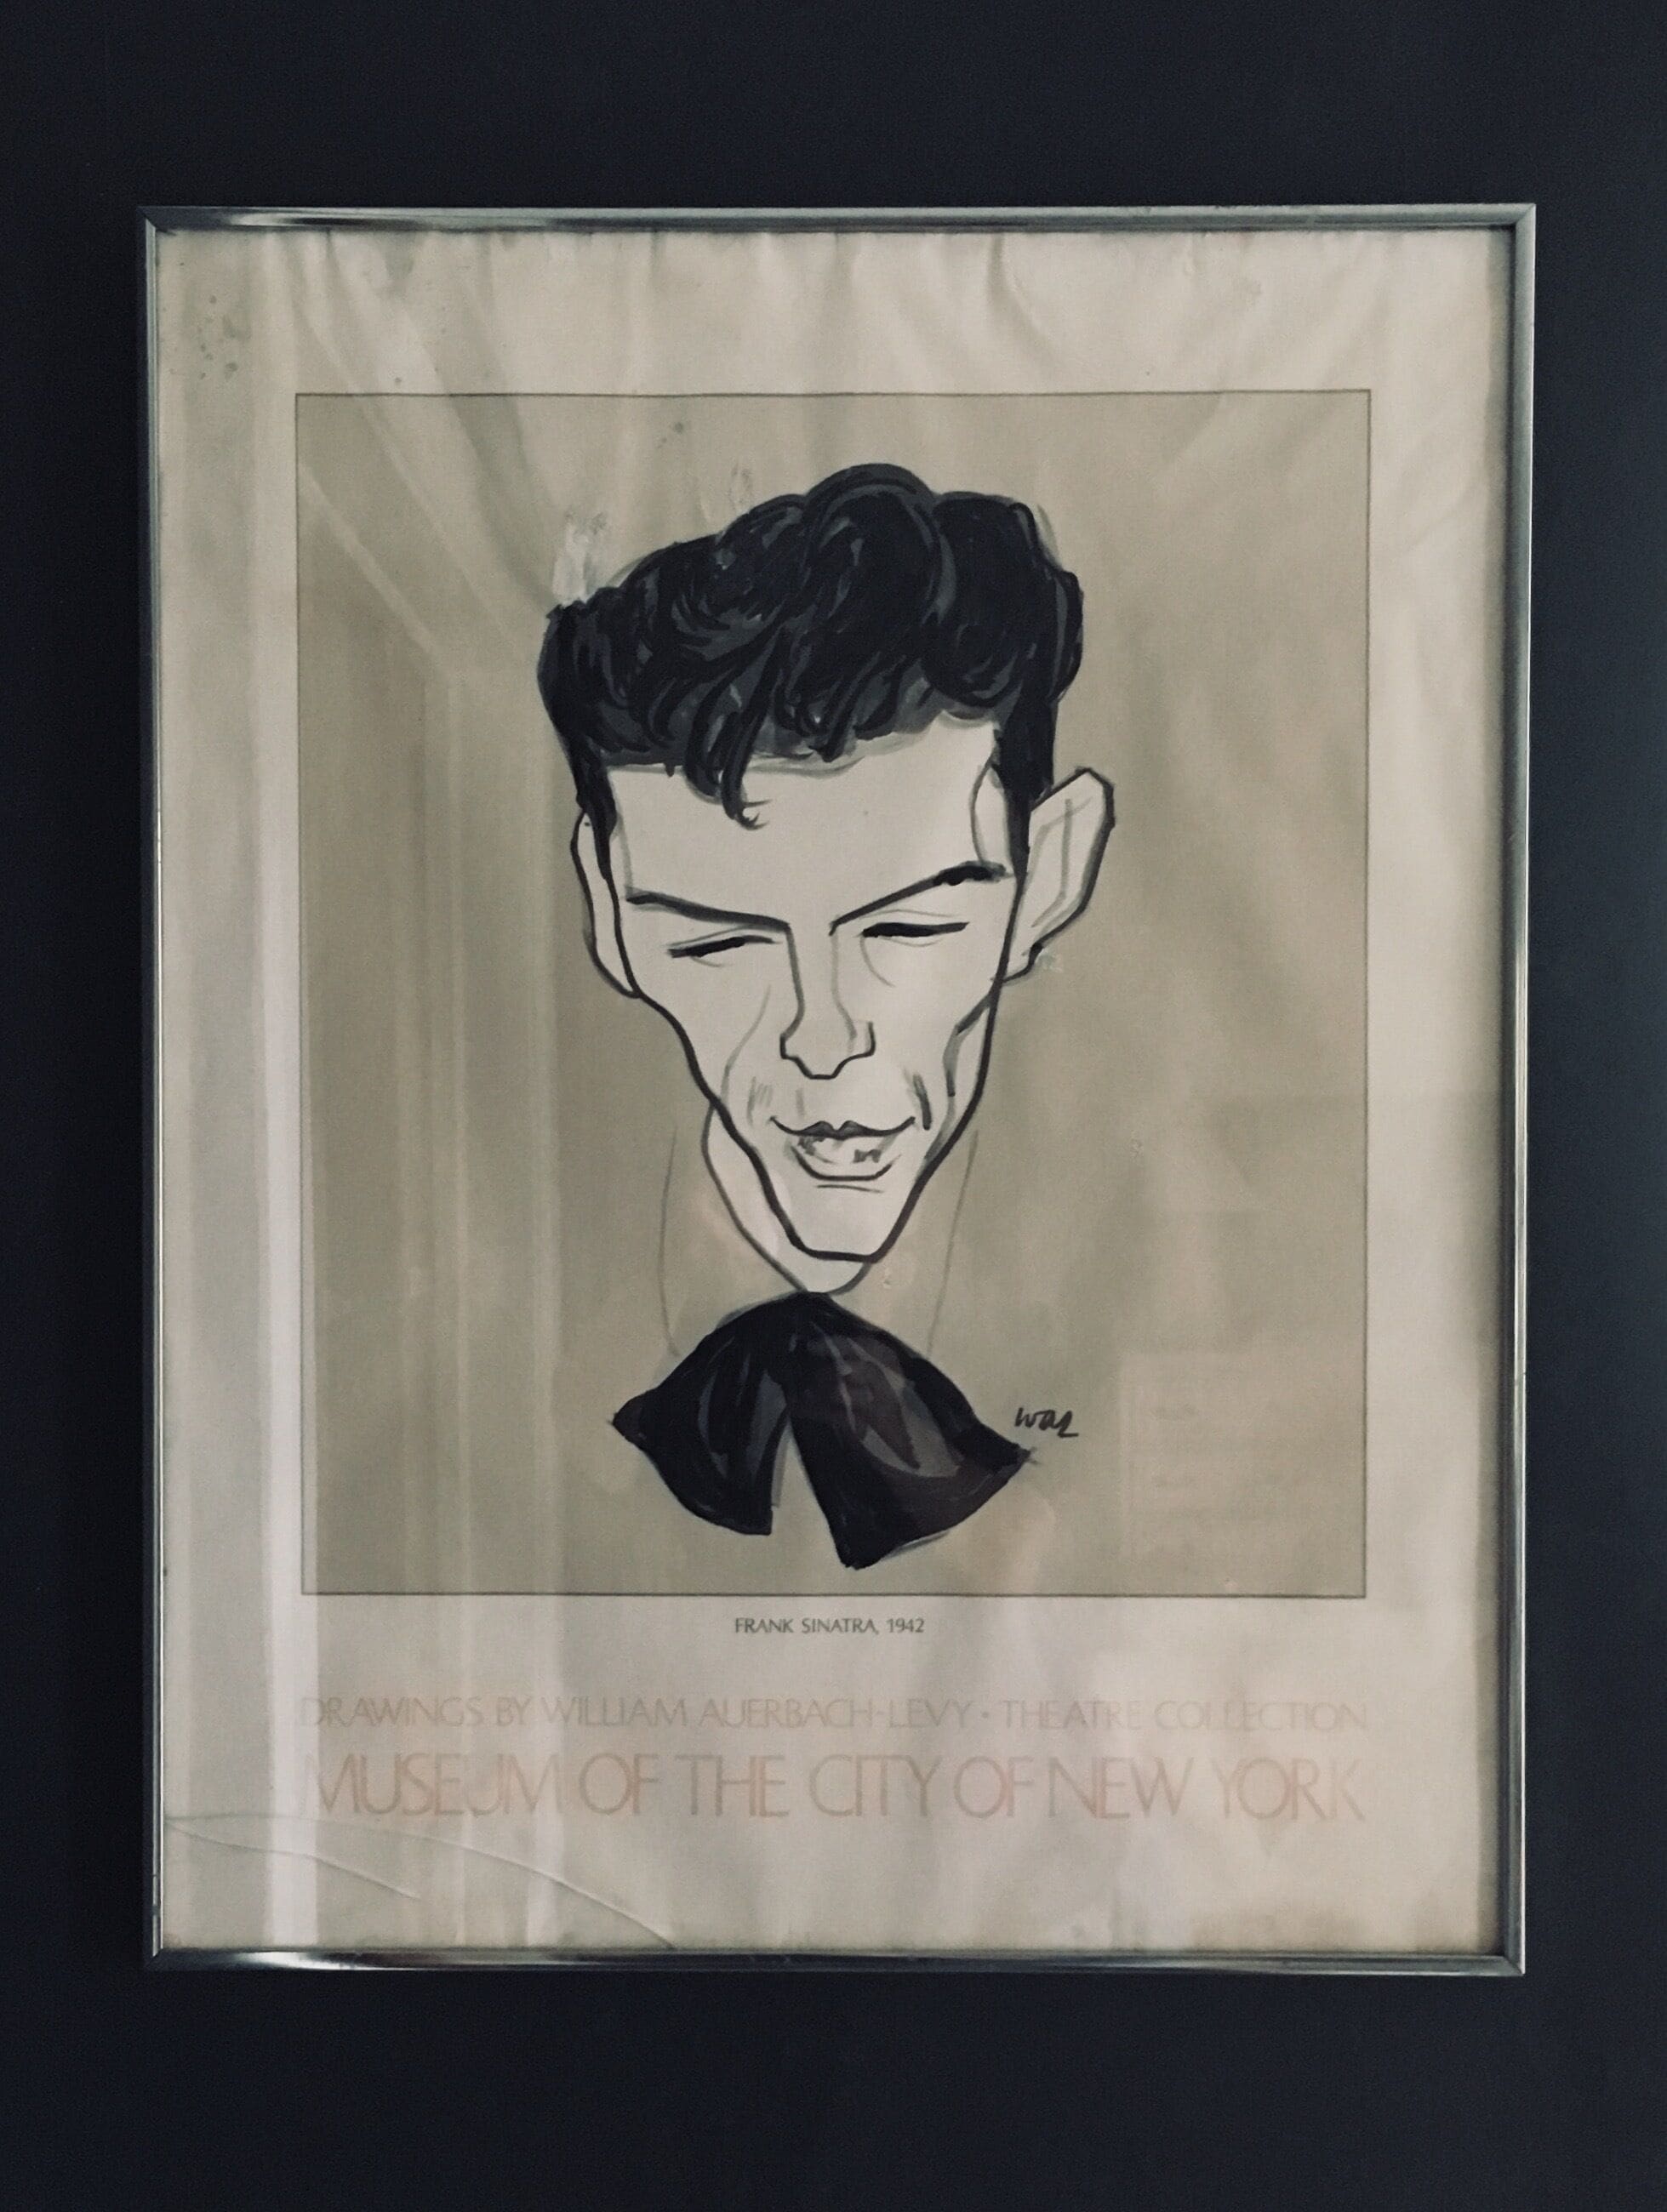 WAL
FRANK SINATRA, 1942
DRAWINGS BY WILLIAM AUERBACH-LEVY • THEATRE COLLECTION
MUSEUM OF THE CITY OF NEW YORK